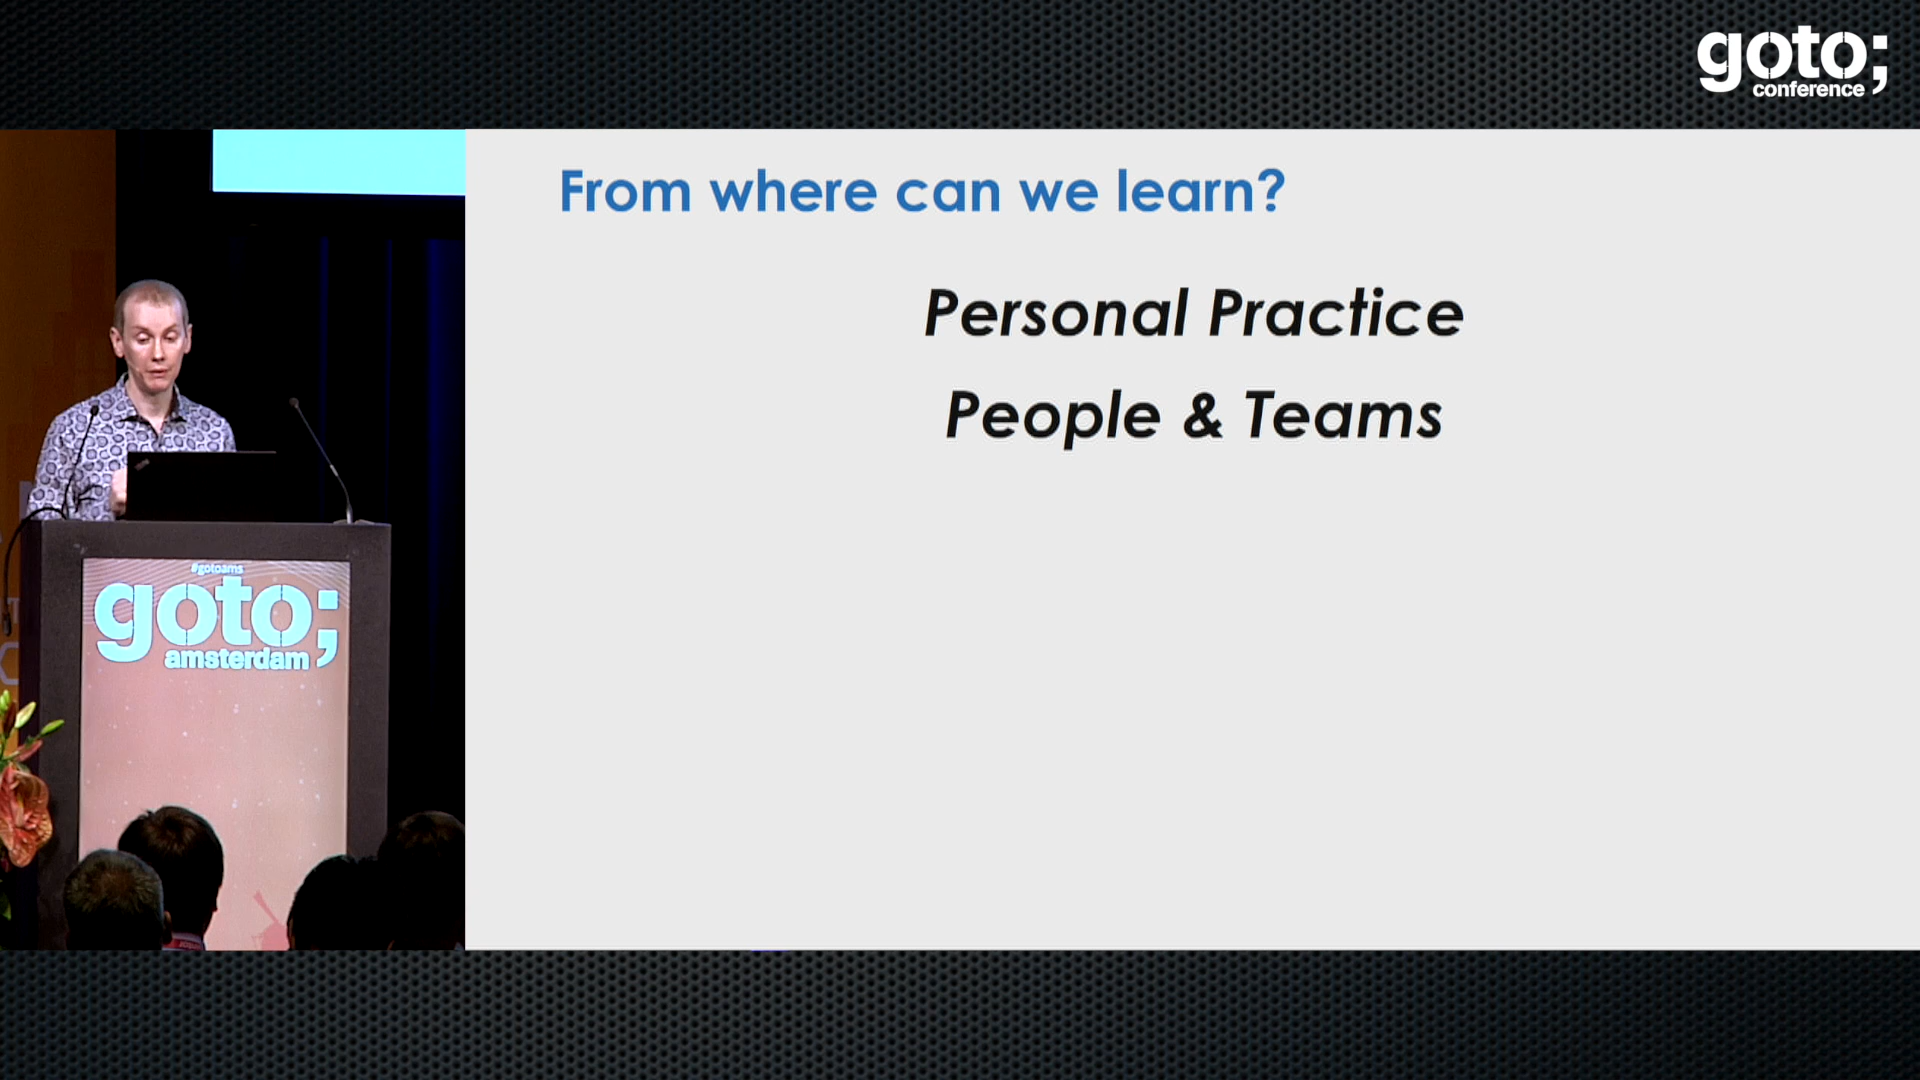 goto;
conference
From where can we learn?
Personal Practice
People & Teams
#gotoams
goto;
amsterdam